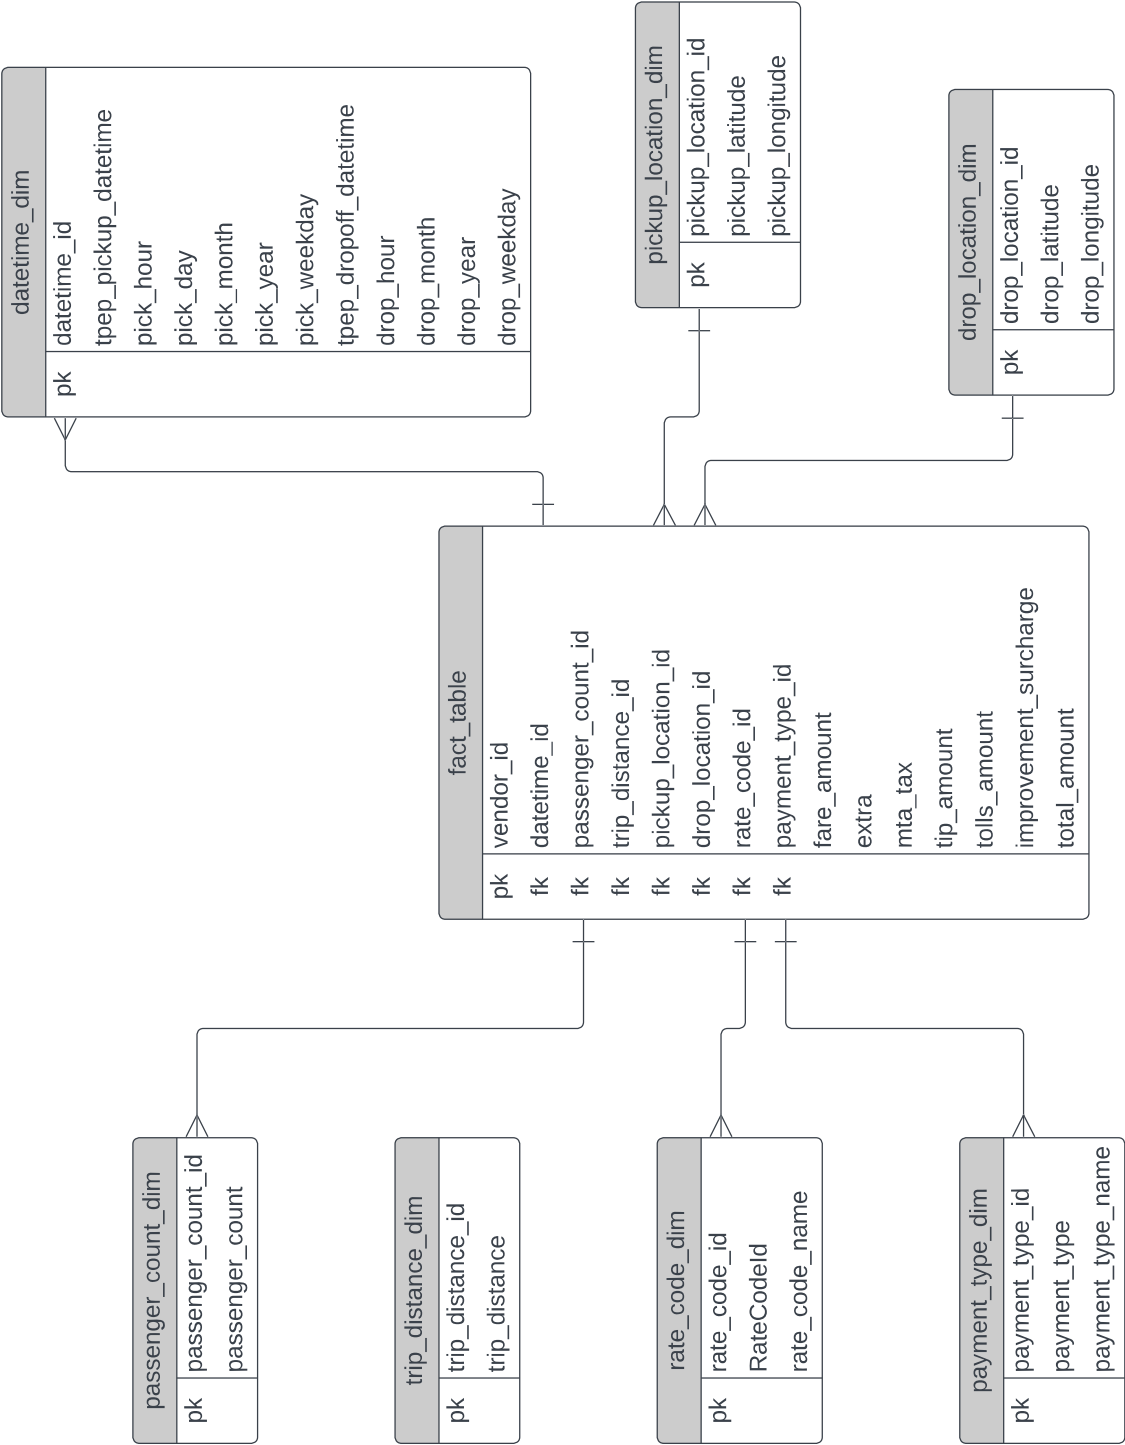 datetime_dim
pk datetime_id
tpep_pickup_datetime
pick_hour
pick_day
pick_month
pick_year
pick_weekday
tpep_dropoff_datetime
drop_hour
drop_month
drop_year
drop_weekday
pickup_location_dim
pk pickup_location_id
pickup_latitude
pickup_longitude
drop_location_dim
pk drop_location_id
drop_latitude
drop_longitude
fact_table
pk vendor_id
fk datetime_id
fk passenger_count_id
fk trip_distance_id
fk pickup_location_id
fk drop_location_id
fk rate_code_id
fk payment_type_id
fare_amount
extra
mta_tax
tip_amount
tolls_amount
improvement_surcharge
total_amount
passenger_count_dim
pk passenger_count_id
passenger_count
trip_distance_dim
pk trip_distance_id
trip_distance
rate_code_dim
pk rate_code_id
RateCodeId
rate_code_name
payment_type_dim
pk payment_type_id
payment_type
payment_type_name